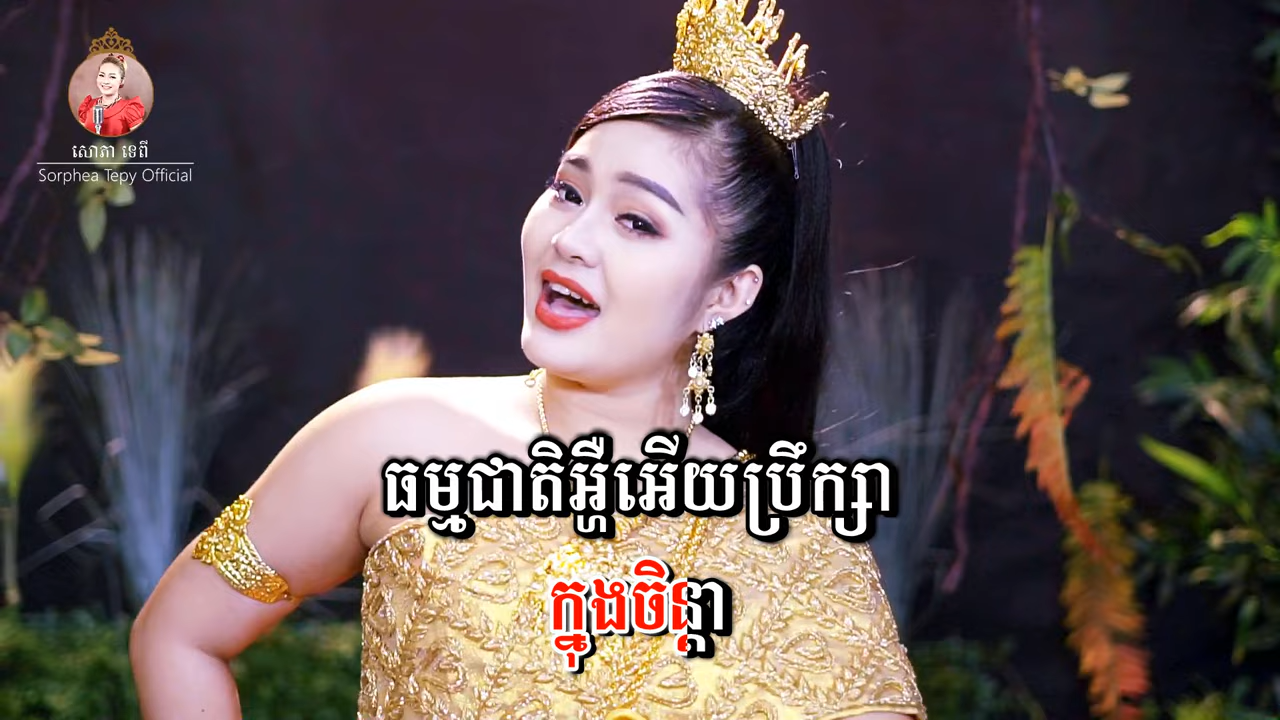 សោភា ទេពី
Sorphea Tepy Official
ធម្មជាតិអ្ហឺអើយប្រឹក្សា
ក្នុងចិន្តា